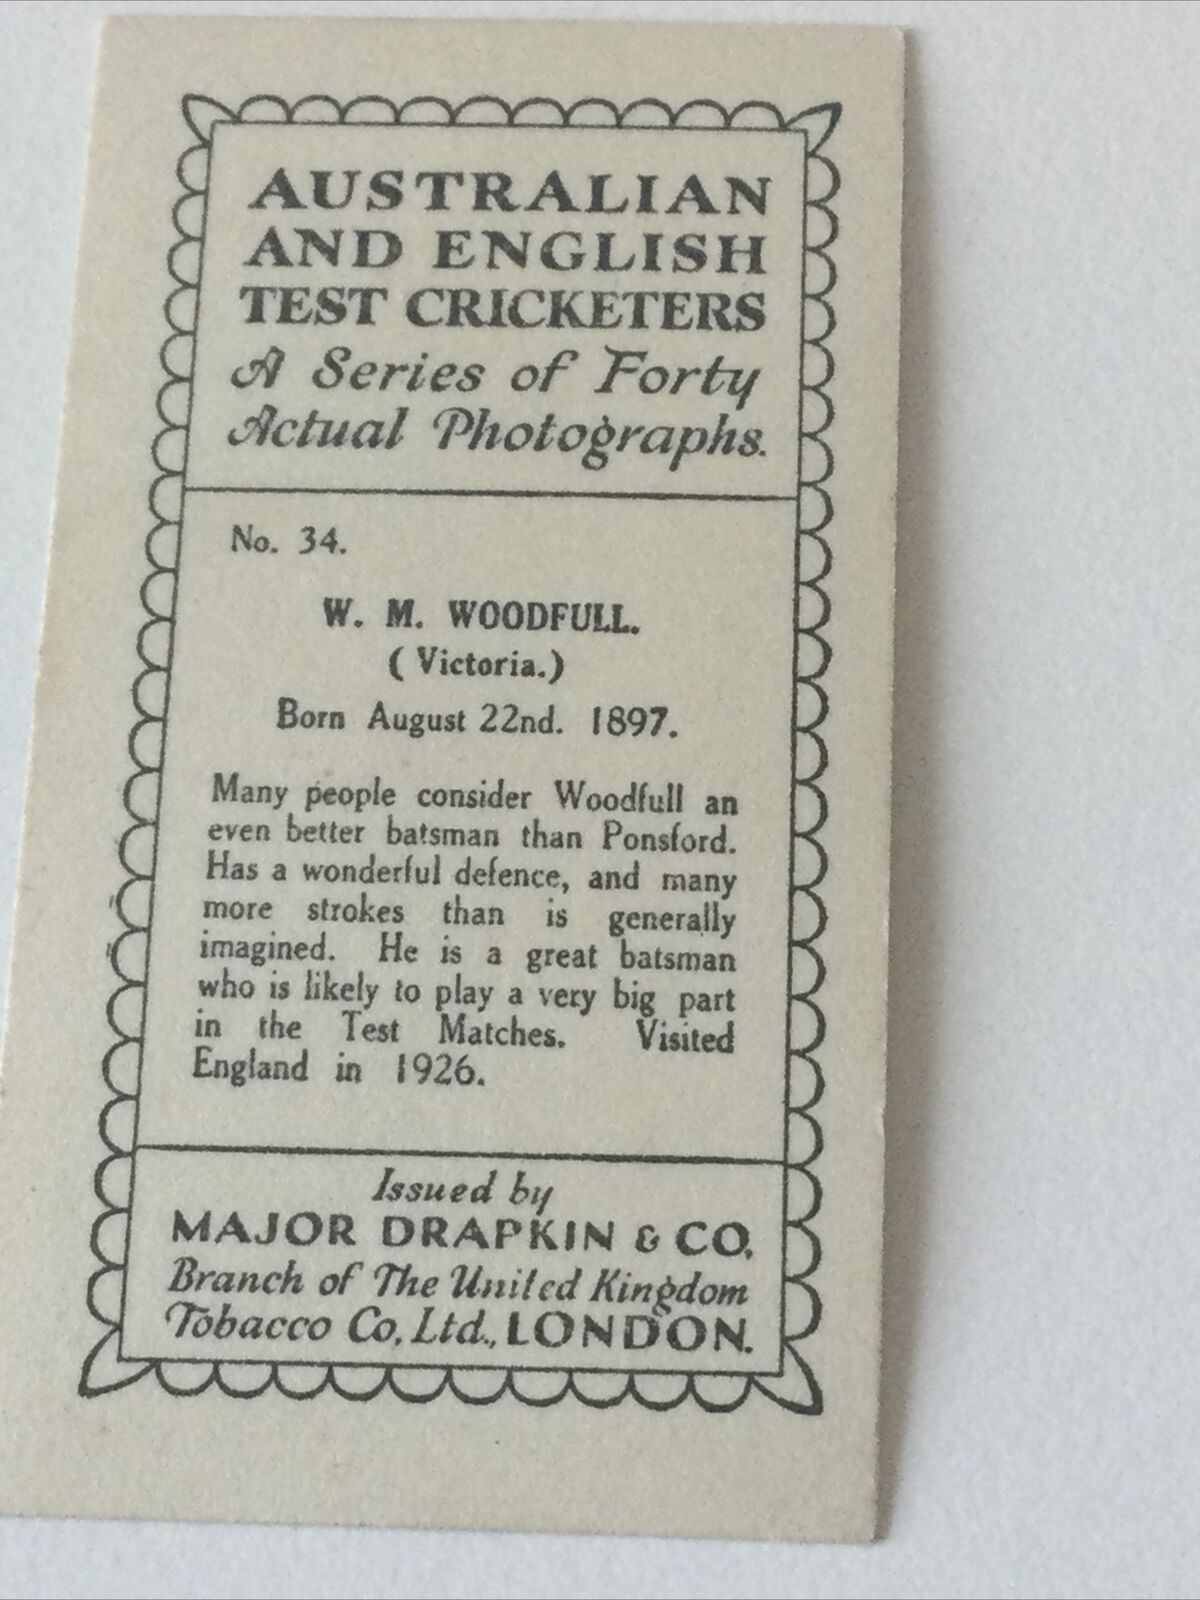 AUSTRALIAN
AND ENGLISH
TEST CRICKETERS
A Series of Forty
Actual Photographs.
No. 34.
W. M. WOODFULL.
( Victoria.)
Born August 22nd. 1897.
Many people consider Woodfull an
even better batsman than Ponsford.
Has a wonderful defence, and many
more strokes than is generally
imagined. He is a great batsman
who is likely to play a very big part
in the Test Matches. Visited
England in 1926.
Issued by
MAJOR DRAPKIN & CO.
Branch of The United Kingdom
Tobacco Co. Ltd., LONDON.